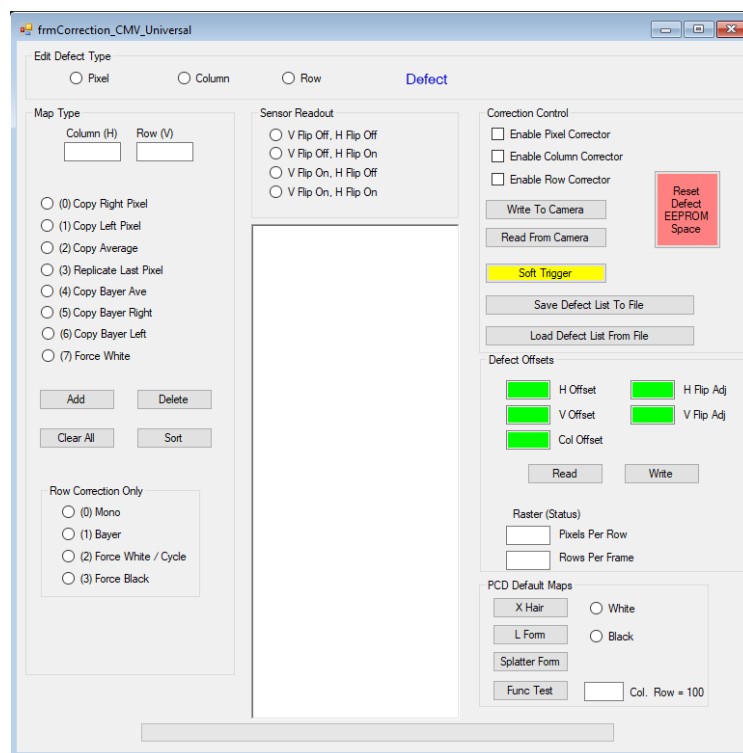 frmCorrection_CMV_Universal
Edit Defect Type
Pixel Column Row Defect
Map Type
Column (H) Row (V)
(0) Copy Right Pixel
(1) Copy Left Pixel
(2) Copy Average
(3) Replicate Last Pixel
(4) Copy Bayer Ave
(5) Copy Bayer Right
(6) Copy Bayer Left
(7) Force White
Add Delete
Clear All Sort
Row Correction Only
(0) Mono
(1) Bayer
(2) Force White / Cycle
(3) Force Black
Sensor Readout
V Flip Off, H Flip Off
V Flip Off, H Flip On
V Flip On, H Flip Off
V Flip On, H Flip On
Correction Control
Enable Pixel Corrector
Enable Column Corrector
Enable Row Corrector
Write To Camera
Read From Camera
Reset
Defect
EEPROM
Space
Soft Trigger
Save Defect List To File
Load Defect List From File
Defect Offsets
H Offset H Flip Adj
V Offset V Flip Adj
Col Offset
Read Write
Raster (Status)
Pixels Per Row
Rows Per Frame
PCD Default Maps
X Hair White
L Form Black
Splatter Form
Func Test Col. Row = 100